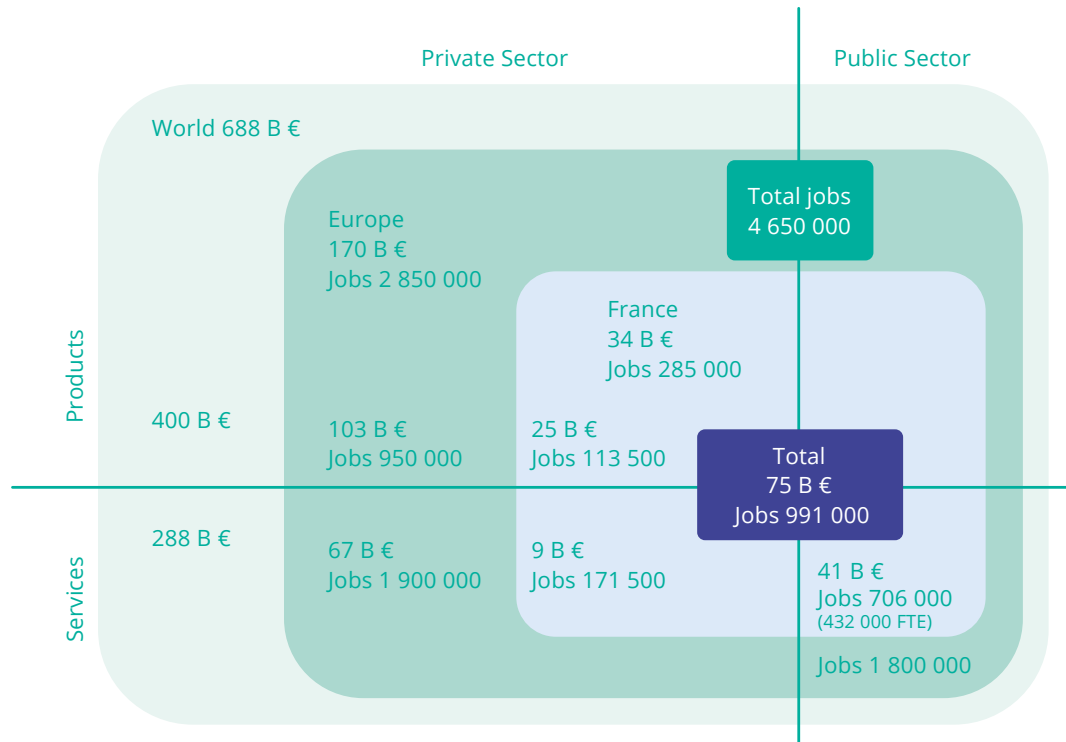 Private Sector
Public Sector
World 688 B €
Total jobs
4 650 000
Europe
170 B €
Jobs 2 850 000
France
34 B €
Jobs 285 000
Products
400 B €
103 B €
Jobs 950 000
25 B €
Jobs 113 500
Total
75 B €
Jobs 991 000
Services
288 B €
67 B €
Jobs 1 900 000
9 B €
Jobs 171 500
41 B €
Jobs 706 000
(432 000 FTE)
Jobs 1 800 000